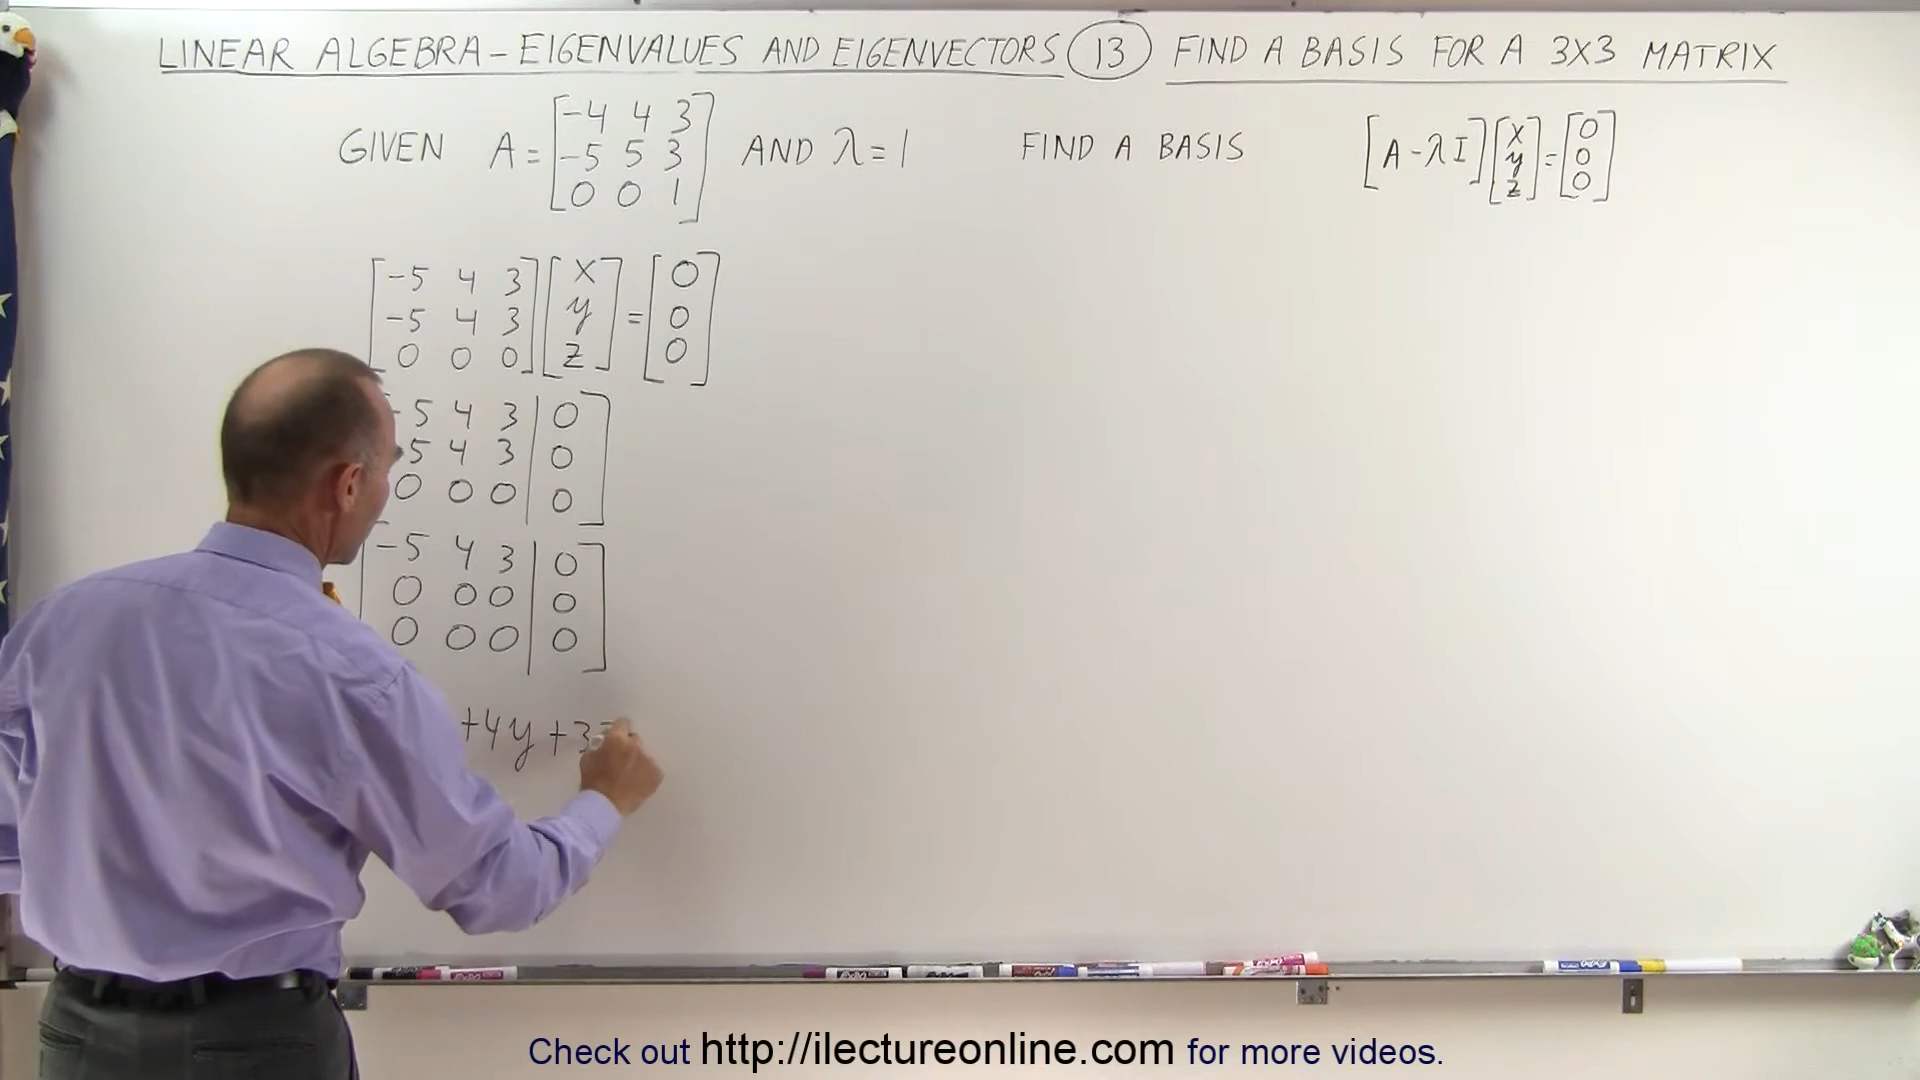 LINEAR ALGEBRA - EIGENVALUES AND EIGENVECTORS 13 FIND A BASIS FOR A 3X3 MATRIX
GIVEN A = [-4 4 3] AND λ = 1 FIND A BASIS [A - λI] [x] = [0]
[-5 5 3] [y] [0]
[0 0 1] [z] [0]
[-5 4 3] [x] = [0]
[-5 4 3] [y] [0]
[0 0 0] [z] [0]
-5 4 3 | 0]
-5 4 3 | 0
0 0 0 | 0
[-5 4 3 | 0]
0 0 0 | 0
0 0 0 | 0
+4y +3
Check out http://ilectureonline.com for more videos.